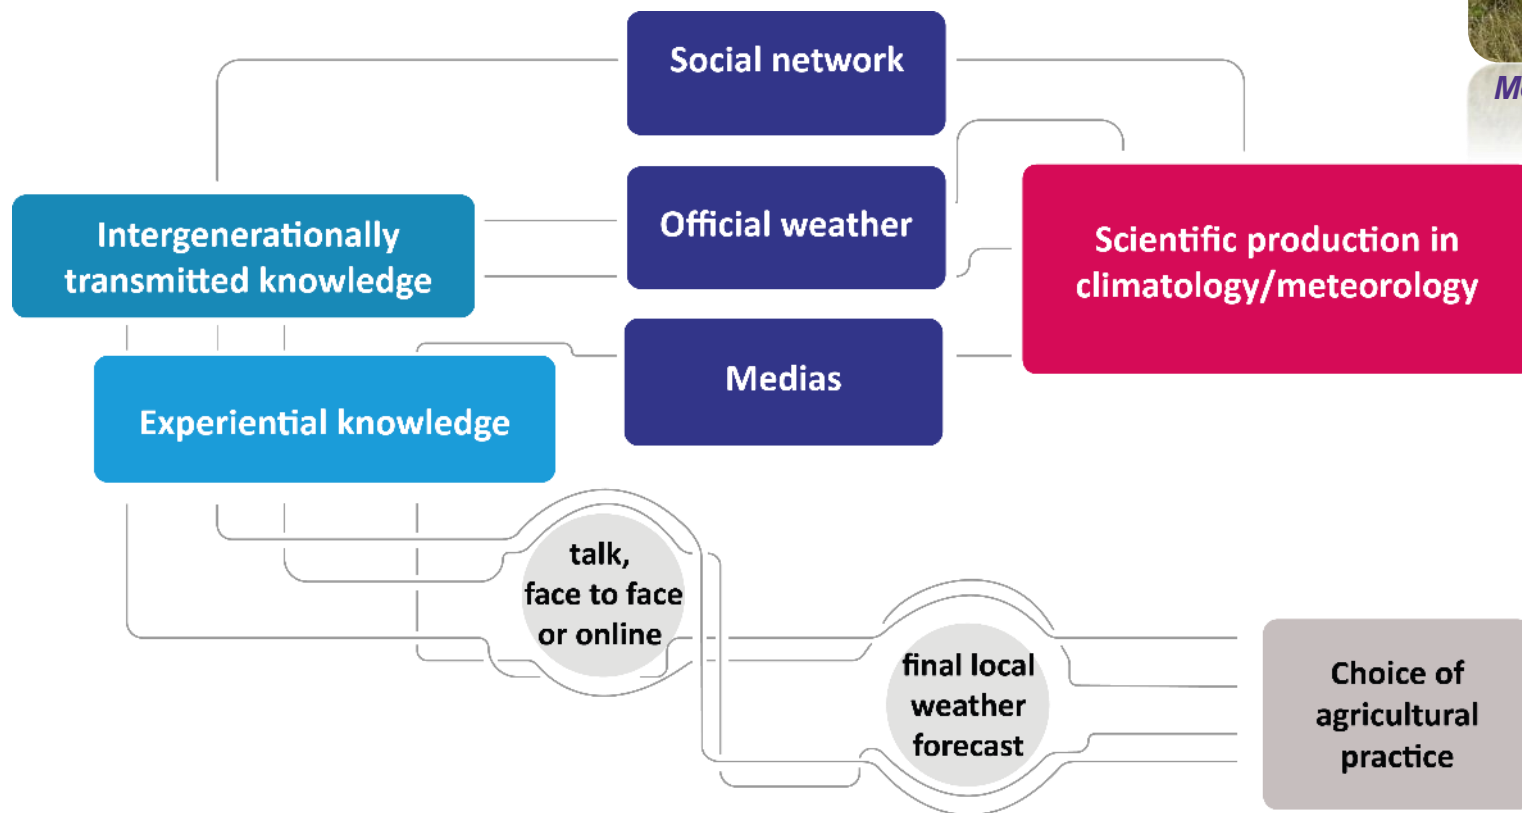 Social network
Official weather
Medias
Intergenerationally
transmitted knowledge
Experiential knowledge
Scientific production in
climatology/meteorology
talk,
face to face
or online
final local
weather
forecast
Choice of
agricultural
practice